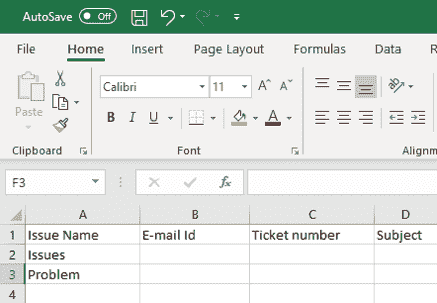 AutoSave Off
File Home Insert Page Layout Formulas Data
Paste
Calibri 11 A A
B I U A
Clipboard Font Alignm
F3 fx
A B C D
1 Issue Name E-mail Id Ticket number Subject
2 Issues
3 Problem
4